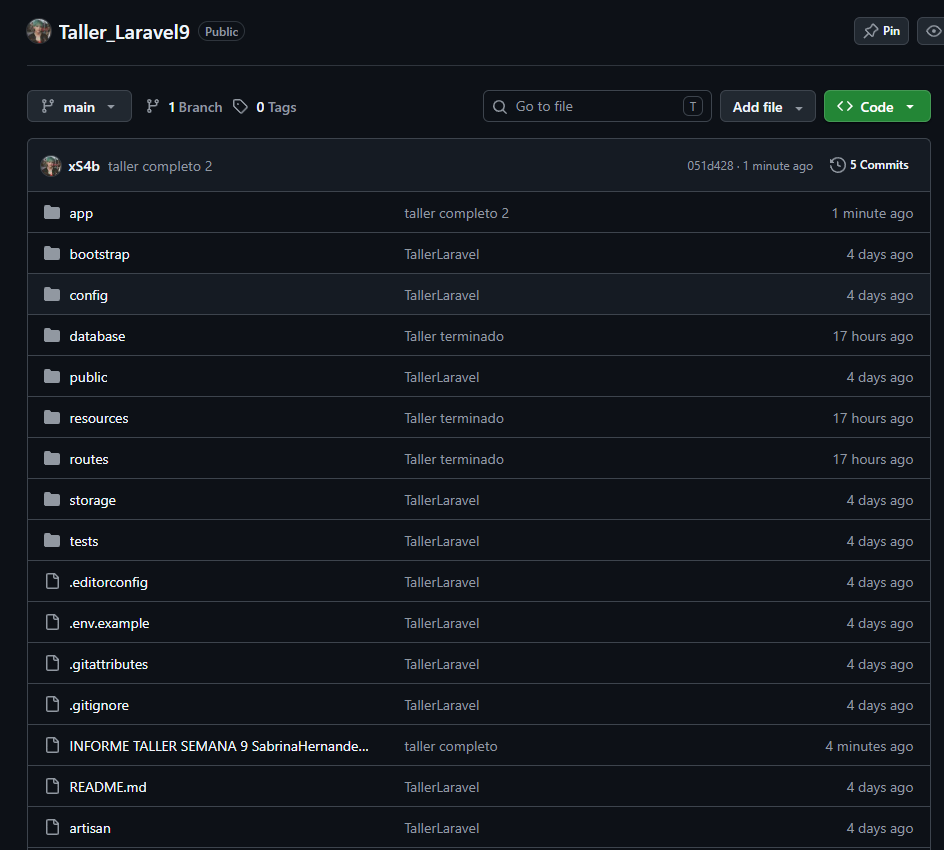 Taller_Laravel9 Public Pin
main 1 Branch 0 Tags Go to file T Add file Code
xS4b taller completo 2 051d428 · 1 minute ago 5 Commits
app taller completo 2 1 minute ago
bootstrap TallerLaravel 4 days ago
config TallerLaravel 4 days ago
database Taller terminado 17 hours ago
public TallerLaravel 4 days ago
resources Taller terminado 17 hours ago
routes Taller terminado 17 hours ago
storage TallerLaravel 4 days ago
tests TallerLaravel 4 days ago
.editorconfig TallerLaravel 4 days ago
.env.example TallerLaravel 4 days ago
.gitattributes TallerLaravel 4 days ago
.gitignore TallerLaravel 4 days ago
INFORME TALLER SEMANA 9 SabrinaHernande... taller completo 4 minutes ago
README.md TallerLaravel 4 days ago
artisan TallerLaravel 4 days ago